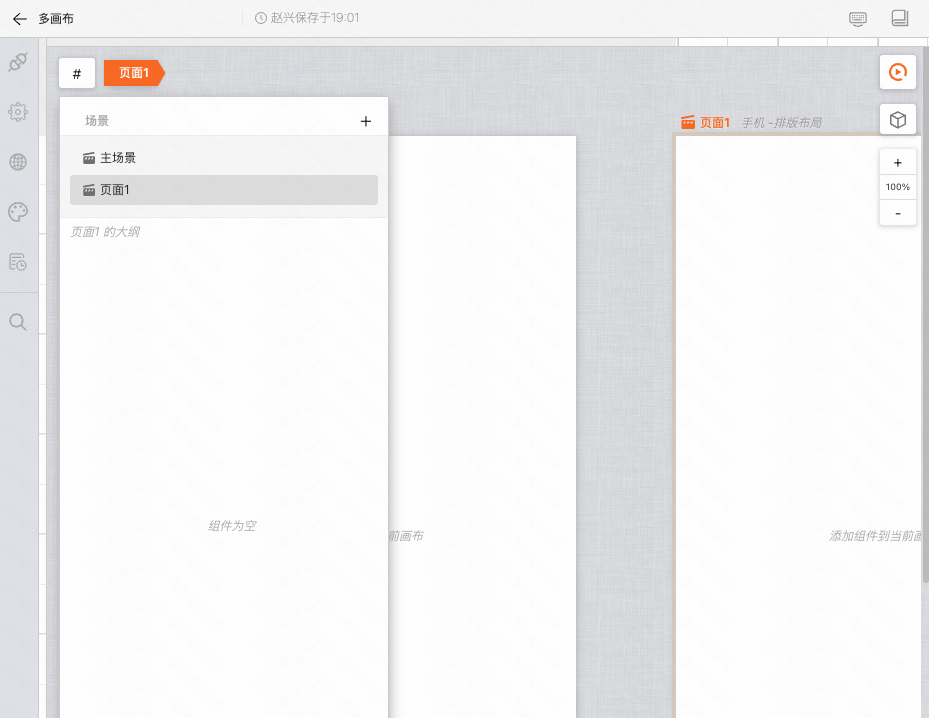 多画布
赵兴保存于19:01
#
页面1
场景
+
主场景
页面1
页面1 的大纲
组件为空
前画布
页面1 手机 -排版布局
+
100%
-
添加组件到当前画